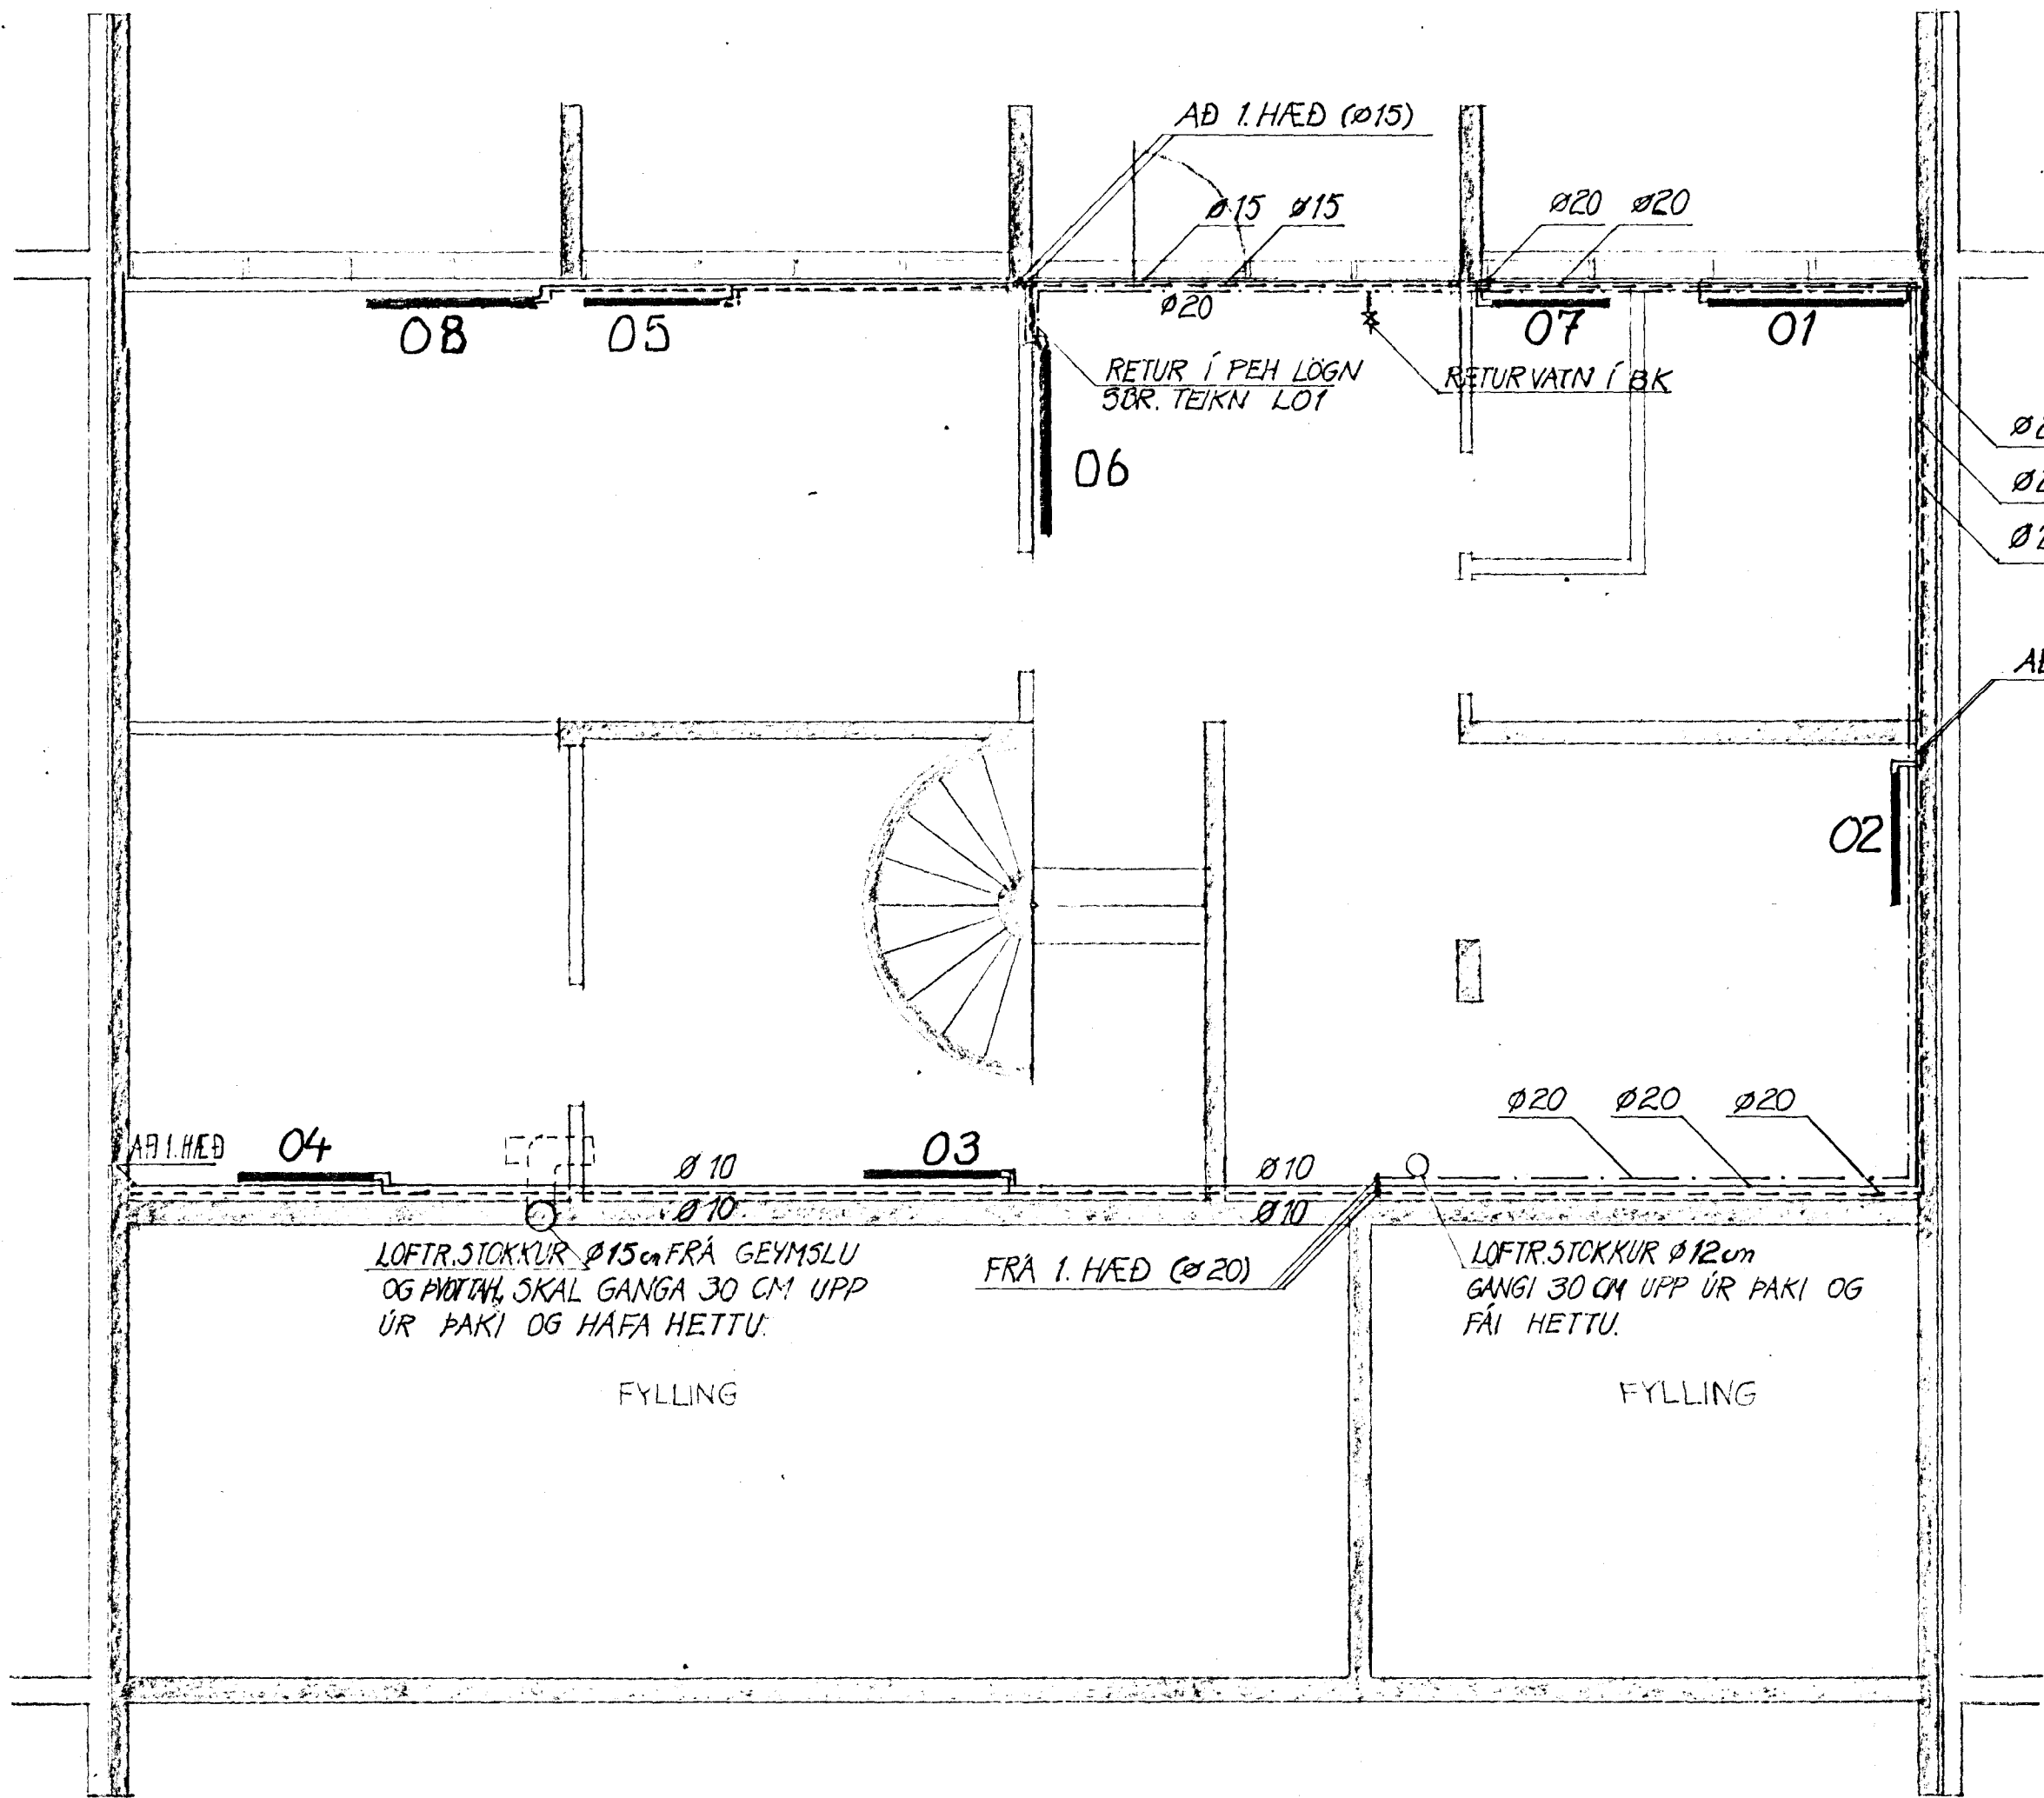 AÐ 1. HÆÐ (ø15)
ø15 ø15
ø20 ø20
ø20
08
05
07
01
RETUR Í PEH LÖGN
SBR. TEIKN L01
RETURVATN Í BK
06
02
ø20 ø20 ø20
AÐ 1. HÆÐ
04
ø10
03
ø10
ø10
ø10
LOFTR.STOKKUR ø15cm FRÁ GEYMSLU
OG ÞVOTTAH. SKAL GANGA 30 CM UPP
ÚR ÞAKI OG HAFA HETTU.
FRÁ 1. HÆÐ (ø20)
LOFTR.STOKKUR ø12cm
GANGI 30 CM UPP ÚR ÞAKI OG
FÁI HETTU.
FYLLING
FYLLING